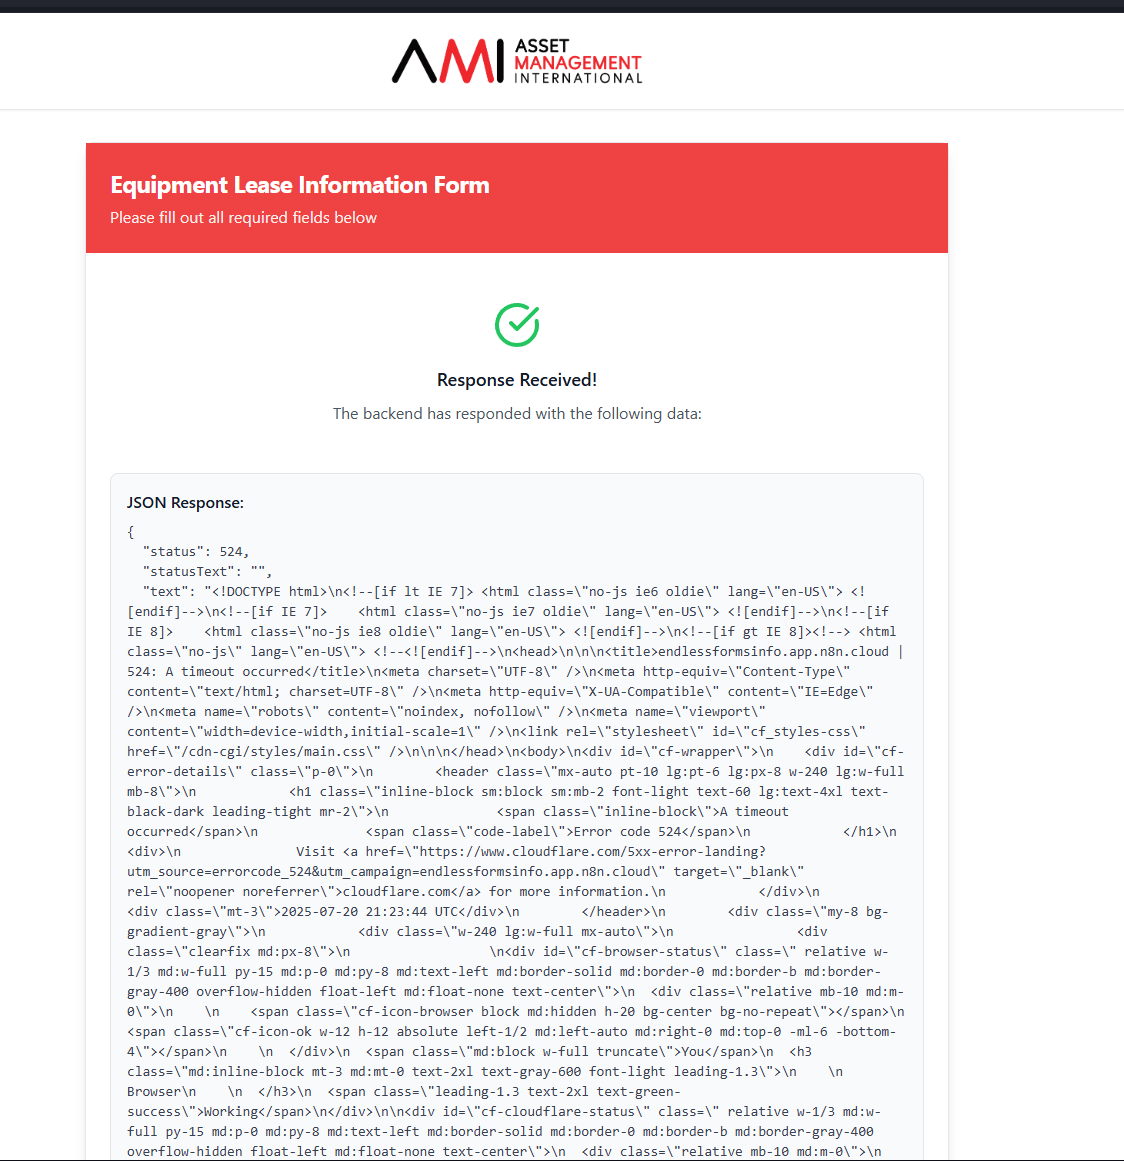 AMI ASSET
MANAGEMENT
INTERNATIONAL
Equipment Lease Information Form
Please fill out all required fields below
Response Received!
The backend has responded with the following data:
JSON Response:
{
  "status": 524,
  "statusText": "",
  "text": "<!DOCTYPE html>\n<!--[if lt IE 7]> <html class=\"no-js ie6 oldie\" lang=\"en-US\"> <!
[endif]-->\n<!--[if IE 7]>    <html class=\"no-js ie7 oldie\" lang=\"en-US\"> <![endif]-->\n<!--[if
IE 8]>    <html class=\"no-js ie8 oldie\" lang=\"en-US\"> <![endif]-->\n<!--[if gt IE 8]><!--> <html
class=\"no-js\" lang=\"en-US\"> <!--<![endif]-->\n<head>\n\n\n<title>endlessformsinfo.app.n8n.cloud |
524: A timeout occurred</title>\n<meta charset=\"UTF-8\" />\n<meta http-equiv=\"Content-Type\"
content=\"text/html; charset=UTF-8\" />\n<meta http-equiv=\"X-UA-Compatible\" content=\"IE=Edge\"
/>\n<meta name=\"robots\" content=\"noindex, nofollow\" />\n<meta name=\"viewport\"
content=\"width=device-width,initial-scale=1\" />\n<link rel=\"stylesheet\" id=\"cf_styles-css\"
href=\"/cdn-cgi/styles/main.css\" />\n\n\n</head>\n<body>\n<div id=\"cf-wrapper\">\n    <div id=\"cf-
error-details\" class=\"p-0\">\n        <header class=\"mx-auto pt-10 lg:pt-6 lg:px-8 w-240 lg:w-full
mb-8\">\n            <h1 class=\"inline-block sm:block sm:mb-2 font-light text-60 lg:text-4xl text-
black-dark leading-tight mr-2\">\n                <span class=\"inline-block\">A timeout
occurred</span>\n              <span class=\"code-label\">Error code 524</span>\n            </h1>\n
<div>\n               Visit <a href=\"https://www.cloudflare.com/5xx-error-landing?
utm_source=errorcode_524&utm_campaign=endlessformsinfo.app.n8n.cloud\" target=\"_blank\"
rel=\"noopener noreferrer\">cloudflare.com</a> for more information.\n            </div>\n
<div class=\"mt-3\">2025-07-20 21:23:44 UTC</div>\n        </header>\n        <div class=\"my-8 bg-
gradient-gray\">\n            <div class=\"w-240 lg:w-full mx-auto\">\n                <div
class=\"clearfix md:px-8\">\n                  \n<div id=\"cf-browser-status\" class=\" relative w-
1/3 md:w-full py-15 md:p-0 md:py-8 md:text-left md:border-solid md:border-0 md:border-b md:border-
gray-400 overflow-hidden float-left md:float-none text-center\">\n  <div class=\"relative mb-10 md:m-
0\">\n    \n    <span class=\"cf-icon-browser block md:hidden h-20 bg-center bg-no-repeat\"></span>\n
<span class=\"cf-icon-ok w-12 h-12 absolute left-1/2 md:left-auto md:right-0 md:top-0 -ml-6 -bottom-
4\"></span>\n    \n  </div>\n  <span class=\"md:block w-full truncate\">You</span>\n  <h3
class=\"md:inline-block mt-3 md:mt-0 text-2xl text-gray-600 font-light leading-1.3\">\n    \n
Browser\n    \n  </h3>\n  <span class=\"leading-1.3 text-2xl text-green-
success\">Working</span>\n</div>\n\n<div id=\"cf-cloudflare-status\" class=\" relative w-1/3 md:w-
full py-15 md:p-0 md:py-8 md:text-left md:border-solid md:border-0 md:border-b md:border-gray-400
overflow-hidden float-left md:float-none text-center\">\n  <div class=\"relative mb-10 md:m-0\">\n